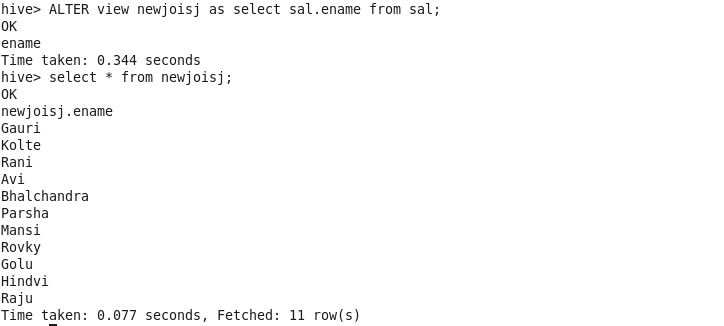 hive> ALTER view newjoisj as select sal.ename from sal;
OK
ename
Time taken: 0.344 seconds
hive> select * from newjoisj;
OK
newjoisj.ename
Gauri
Kolte
Rani
Avi
Bhalchandra
Parsha
Mansi
Rovky
Golu
Hindvi
Raju
Time taken: 0.077 seconds, Fetched: 11 row(s)